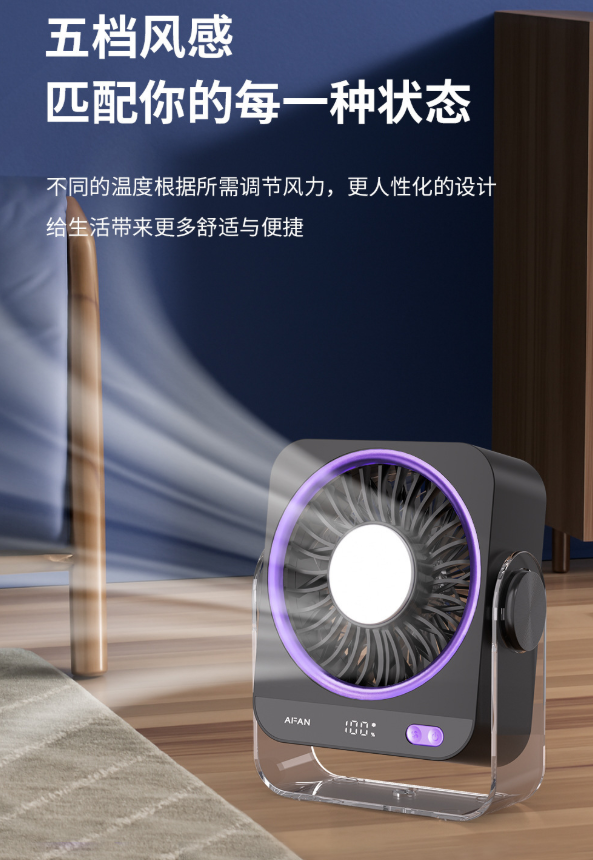 五档风感
匹配你的每一种状态
不同的温度根据所需调节风力，更人性化的设计
给生活带来更多舒适与便捷
AIFAN
100%